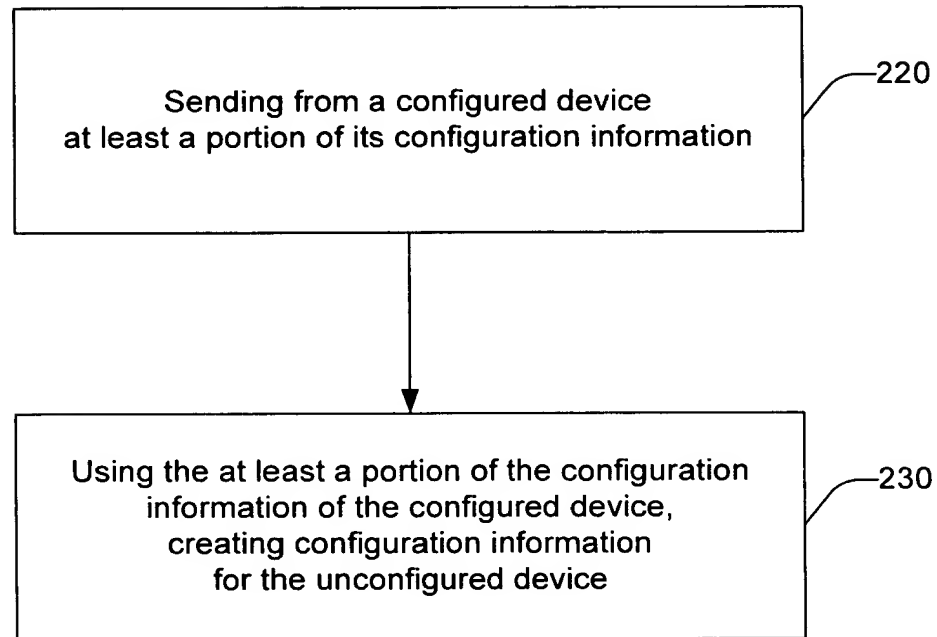 Sending from a configured device
at least a portion of its configuration information
220
Using the at least a portion of the configuration
information of the configured device,
creating configuration information
for the unconfigured device
230